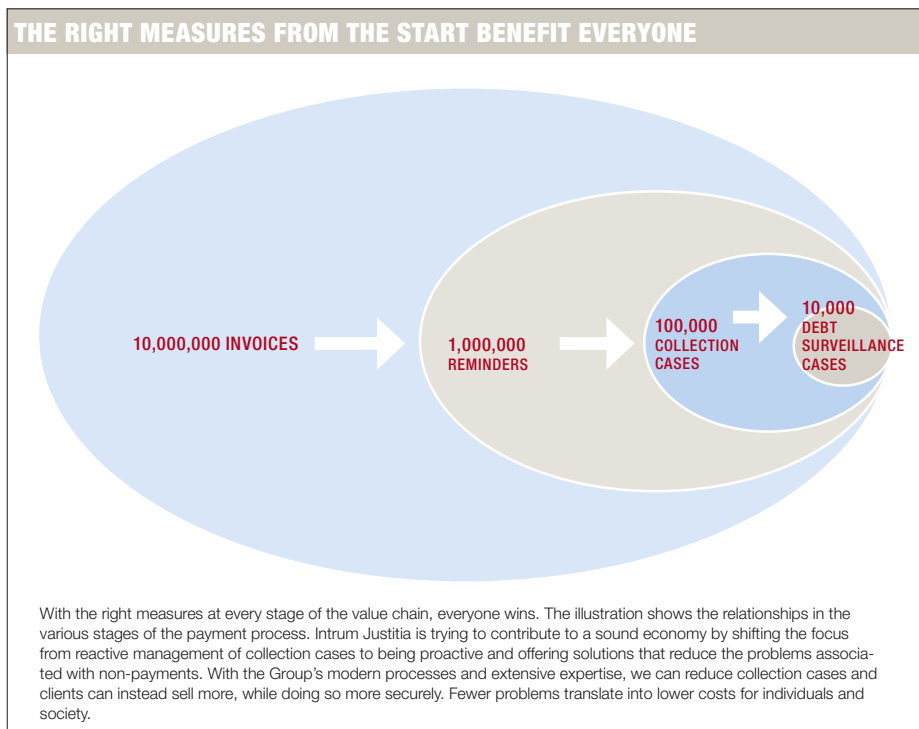 THE RIGHT MEASURES FROM THE START BENEFIT EVERYONE
10,000,000 INVOICES
1,000,000
REMINDERS
100,000
COLLECTION
CASES
10,000
DEBT
SURVEILLANCE
CASES
With the right measures at every stage of the value chain, everyone wins. The illustration shows the relationships in the
various stages of the payment process. Intrum Justitia is trying to contribute to a sound economy by shifting the focus
from reactive management of collection cases to being proactive and offering solutions that reduce the problems associa-
ted with non-payments. With the Group's modern processes and extensive expertise, we can reduce collection cases and
clients can instead sell more, while doing so more securely. Fewer problems translate into lower costs for individuals and
society.